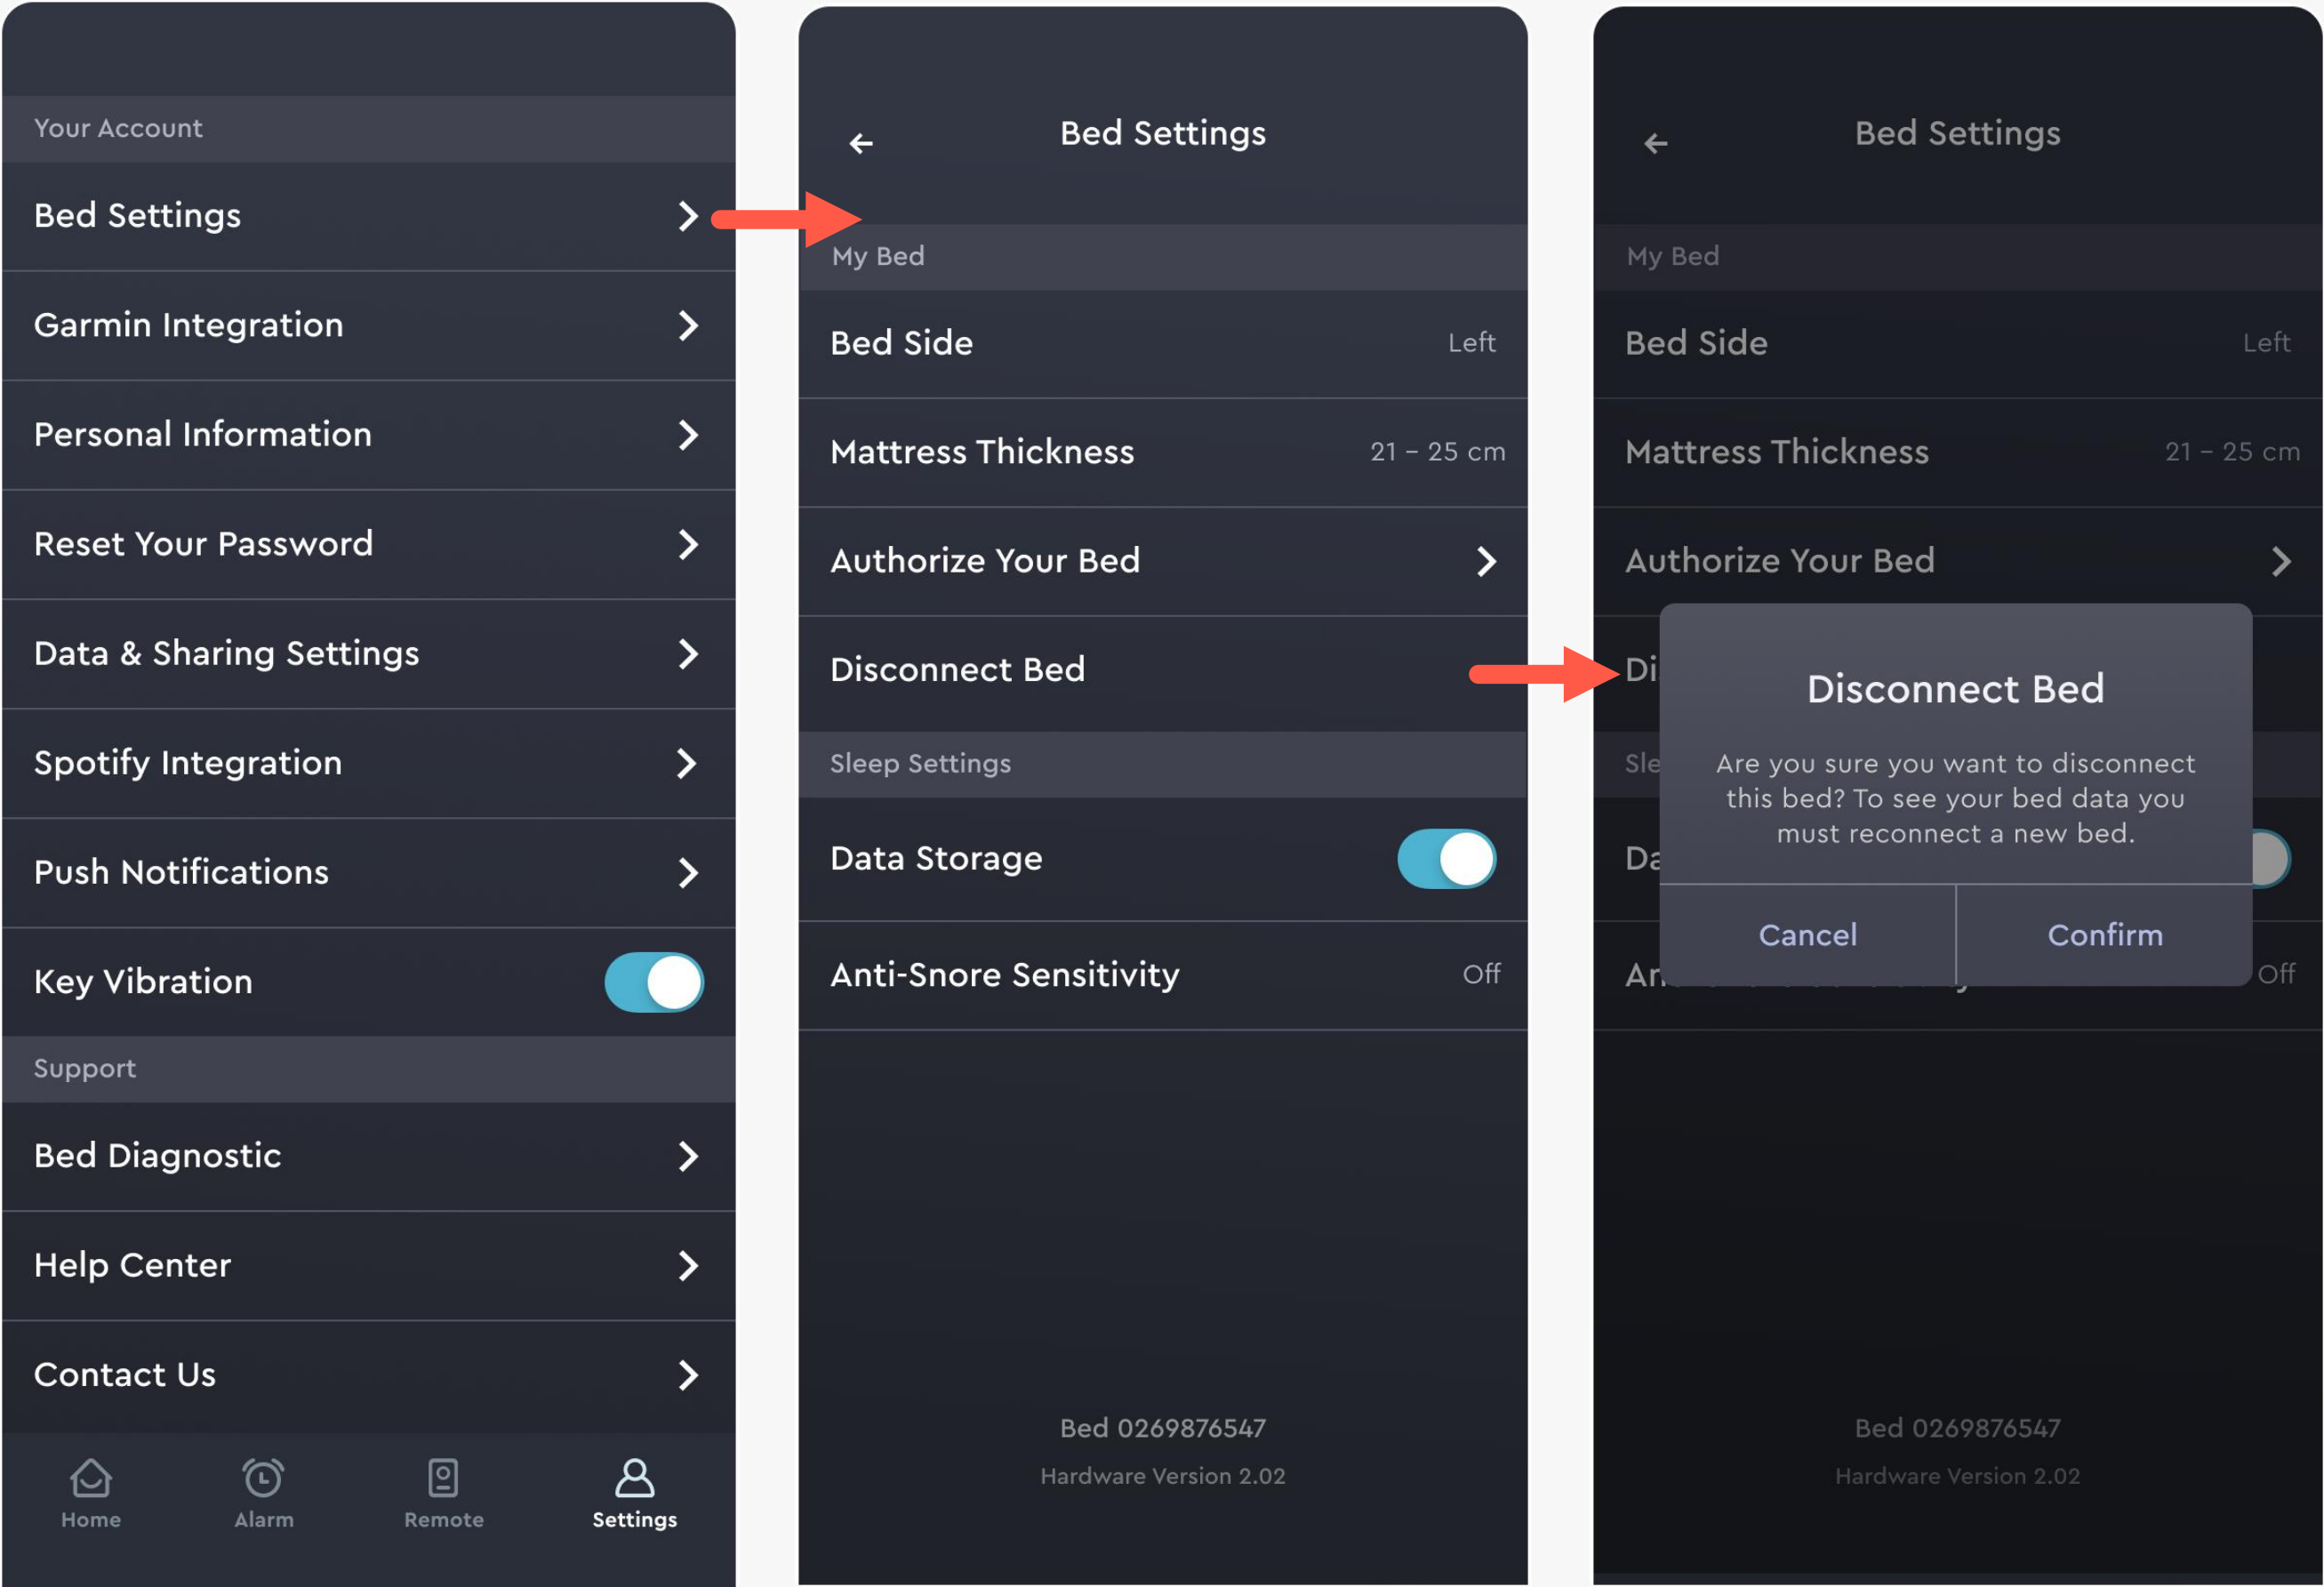 Your Account
Bed Settings
Garmin Integration
Personal Information
Reset Your Password
Data & Sharing Settings
Spotify Integration
Push Notifications
Key Vibration
Support
Bed Diagnostic
Help Center
Contact Us
Home Alarm Remote Settings
Bed Settings
My Bed
Bed Side Left
Mattress Thickness 21 – 25 cm
Authorize Your Bed
Disconnect Bed
Sleep Settings
Data Storage
Anti-Snore Sensitivity Off
Bed 0269876547
Hardware Version 2.02
Bed Settings
My Bed
Bed Side Left
Mattress Thickness 21 – 25 cm
Authorize Your Bed
Di
Disconnect Bed
Sle
Are you sure you want to disconnect
this bed? To see your bed data you
must reconnect a new bed.
Da
Cancel Confirm
An
Off
Bed 0269876547
Hardware Version 2.02